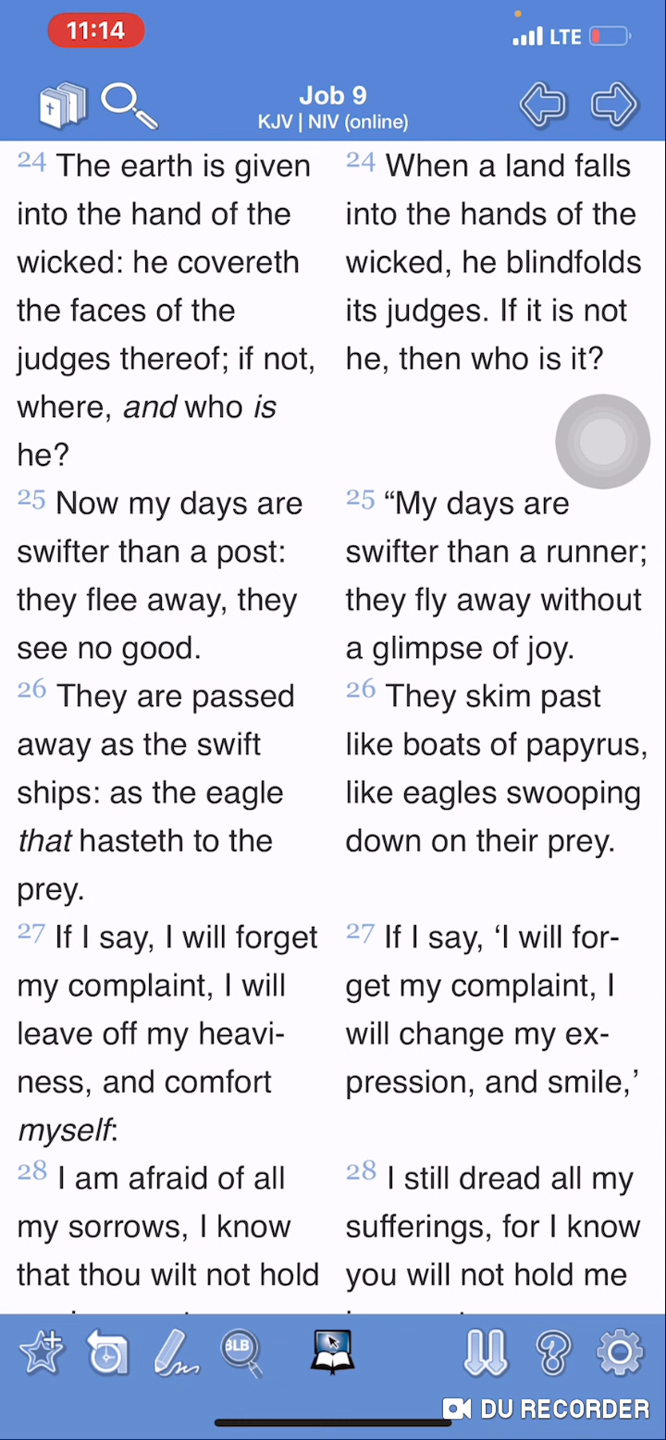 11:14
LTE
Job 9
KJV | NIV (online)
24 The earth is given
into the hand of the
wicked: he covereth
the faces of the
judges thereof; if not,
where, and who is
he?
25 Now my days are
swifter than a post:
they flee away, they
see no good.
26 They are passed
away as the swift
ships: as the eagle
that hasteth to the
prey.
27 If I say, I will forget
my complaint, I will
leave off my heavi-
ness, and comfort
myself:
28 I am afraid of all
my sorrows, I know
that thou wilt not hold
24 When a land falls
into the hands of the
wicked, he blindfolds
its judges. If it is not
he, then who is it?
25 “My days are
swifter than a runner;
they fly away without
a glimpse of joy.
26 They skim past
like boats of papyrus,
like eagles swooping
down on their prey.
27 If I say, ‘I will for-
get my complaint, I
will change my ex-
pression, and smile,’
28 I still dread all my
sufferings, for I know
you will not hold me
BLB
DU RECORDER